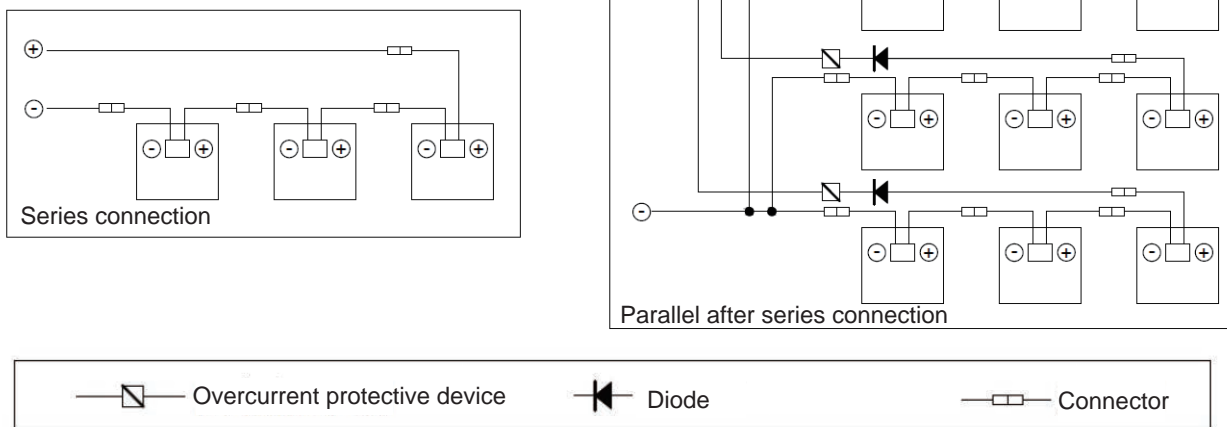 Series connection
Parallel after series connection
Overcurrent protective device
Diode
Connector